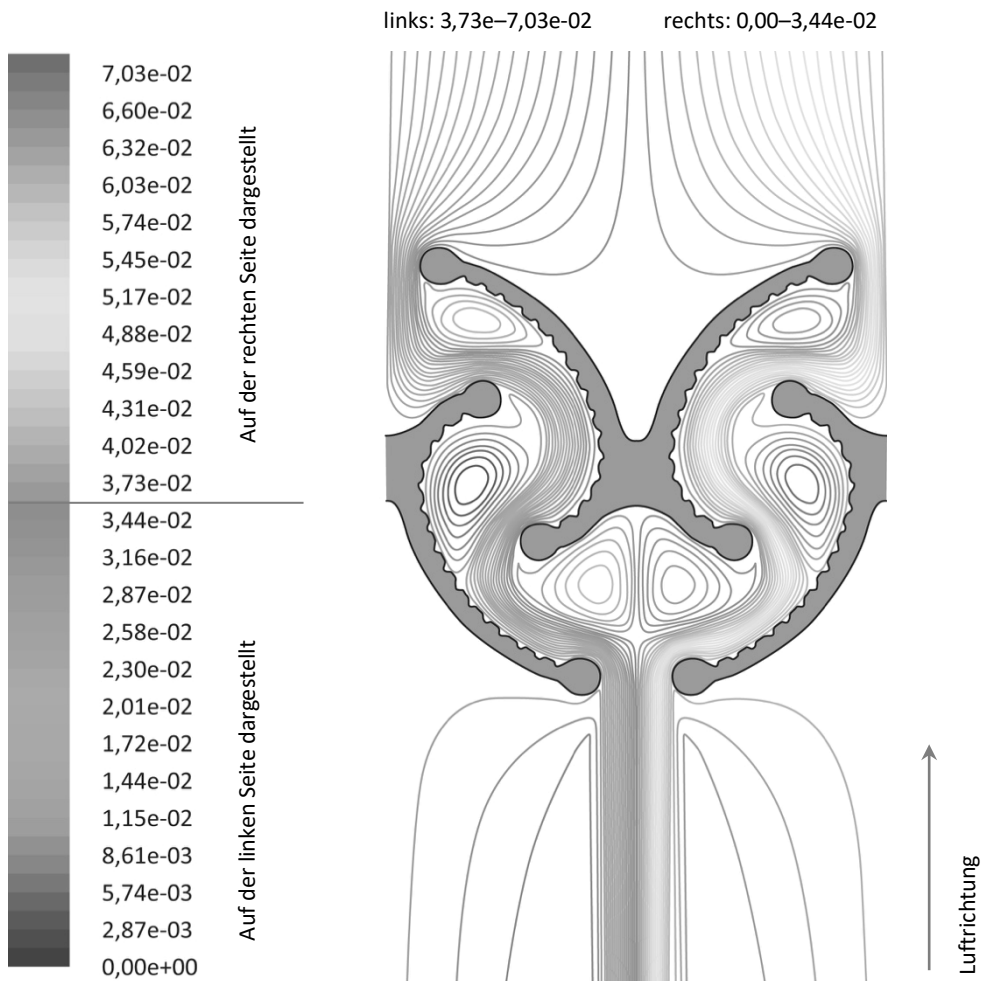 links: 3,73e–7,03e-02
rechts: 0,00–3,44e-02
7,03e-02
6,60e-02
6,32e-02
6,03e-02
5,74e-02
5,45e-02
5,17e-02
4,88e-02
4,59e-02
4,31e-02
4,02e-02
3,73e-02
3,44e-02
3,16e-02
2,87e-02
2,58e-02
2,30e-02
2,01e-02
1,72e-02
1,44e-02
1,15e-02
8,61e-03
5,74e-03
2,87e-03
0,00e+00
Auf der rechten Seite dargestellt
Auf der linken Seite dargestellt
Luftrichtung